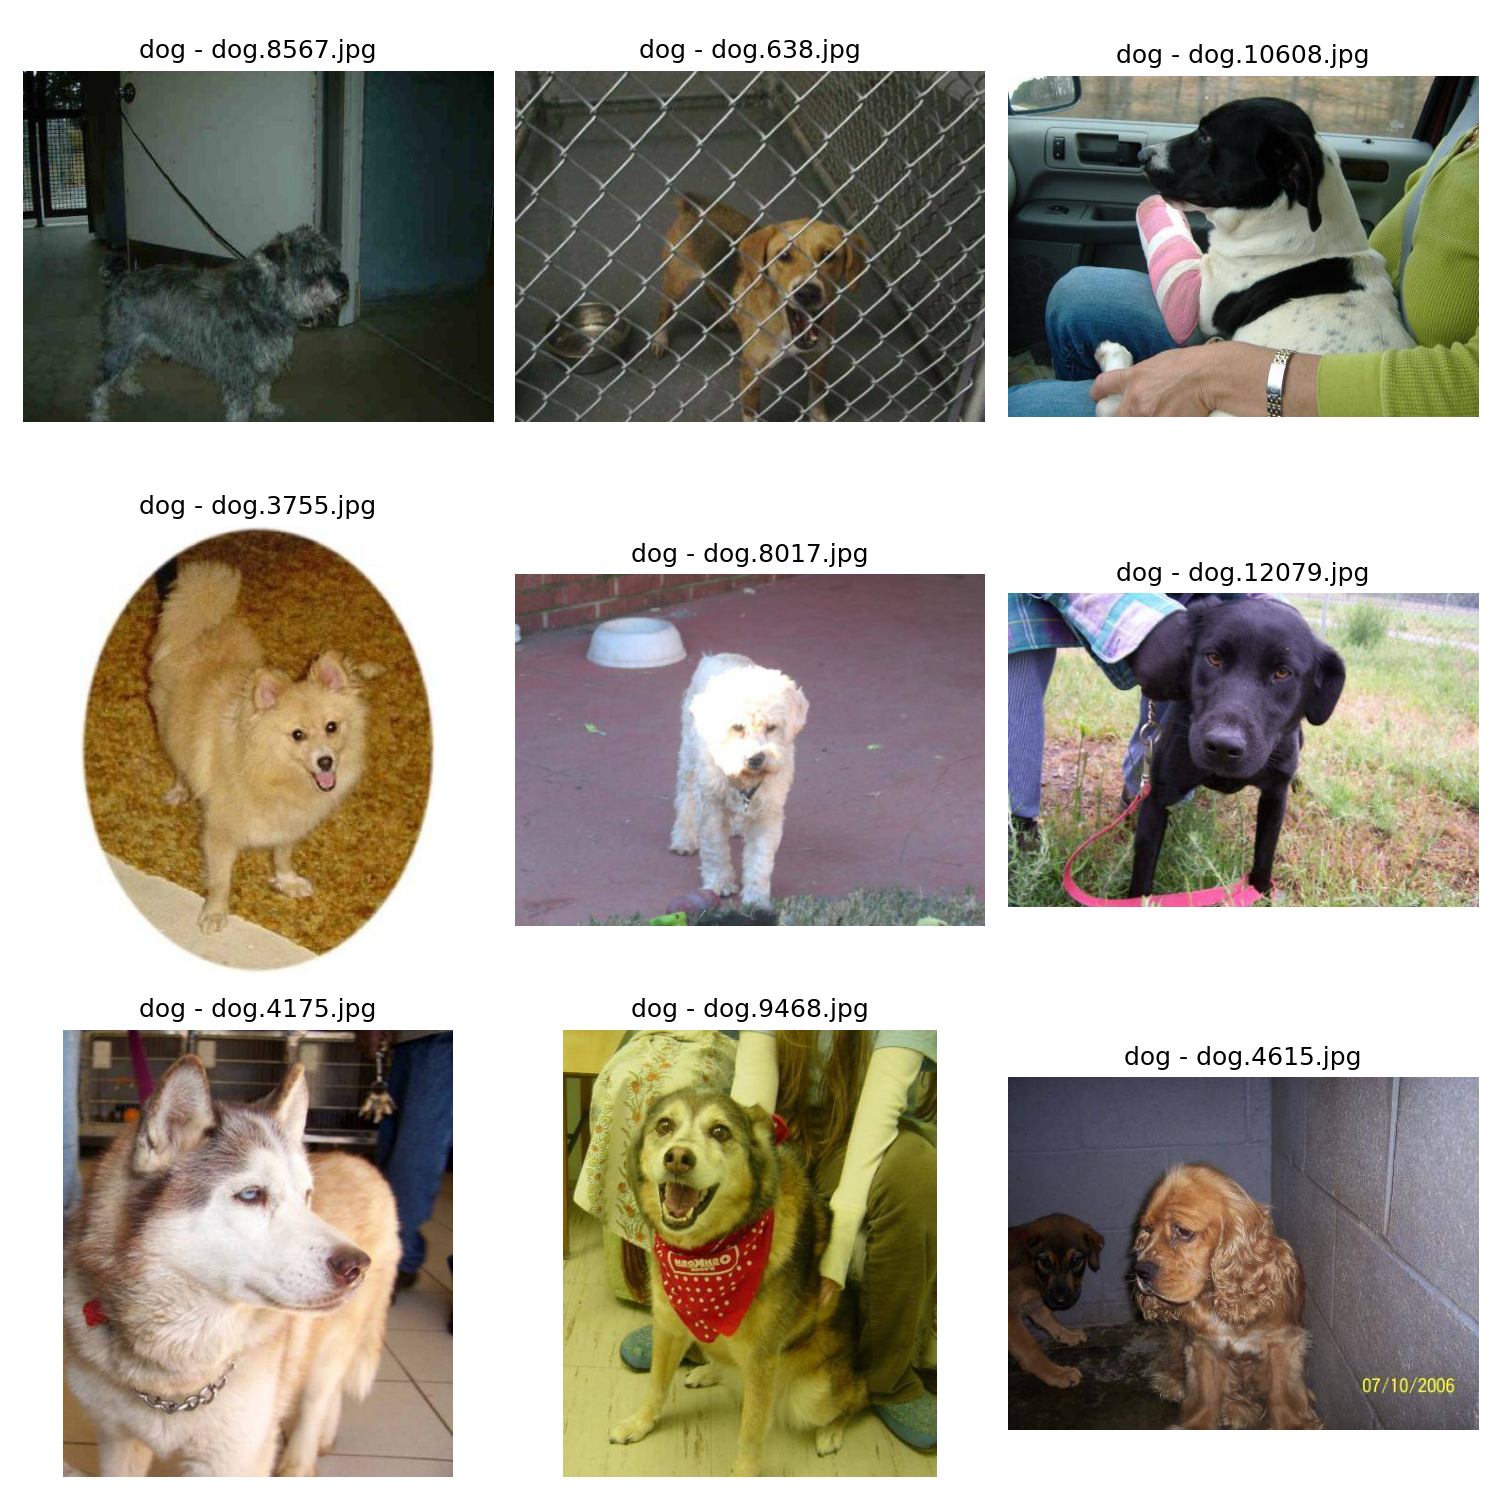 dog - dog.8567.jpg
dog - dog.638.jpg
dog - dog.10608.jpg
dog - dog.3755.jpg
dog - dog.8017.jpg
dog - dog.12079.jpg
dog - dog.4175.jpg
dog - dog.9468.jpg
OSHKOSH
dog - dog.4615.jpg
07/10/2006